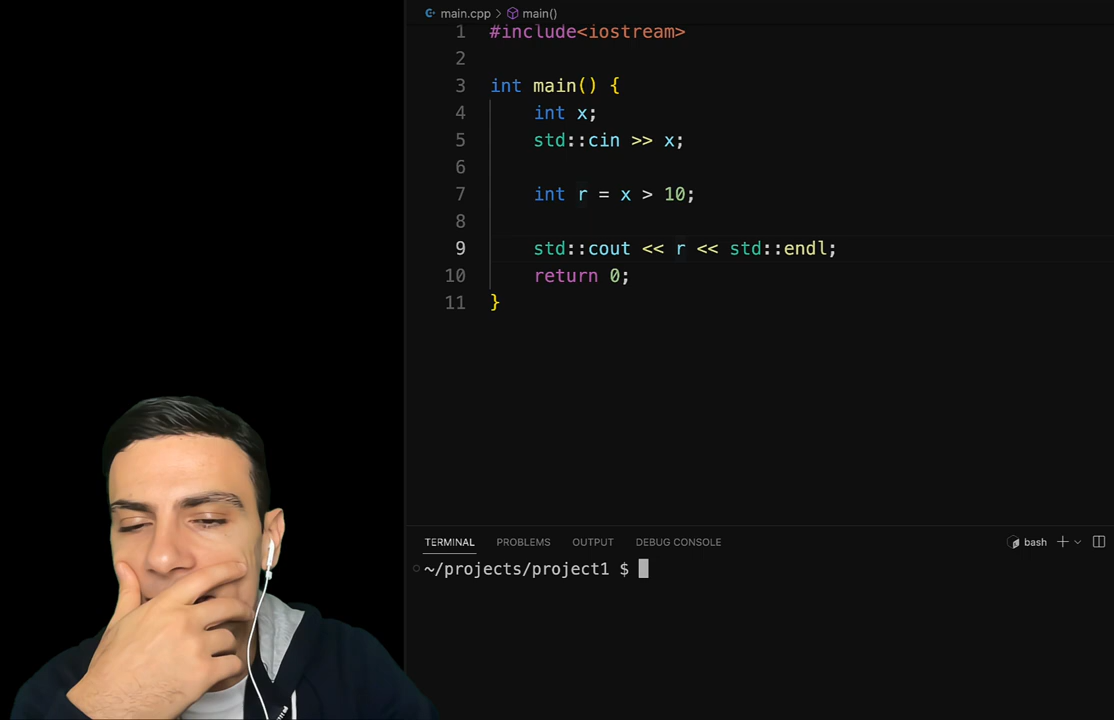 main.cpp > main()
1 #include<iostream>
2
3 int main() {
4 int x;
5 std::cin >> x;
6
7 int r = x > 10;
8
9 std::cout << r << std::endl;
10 return 0;
11 }
TERMINAL PROBLEMS OUTPUT DEBUG CONSOLE bash
~/projects/project1 $